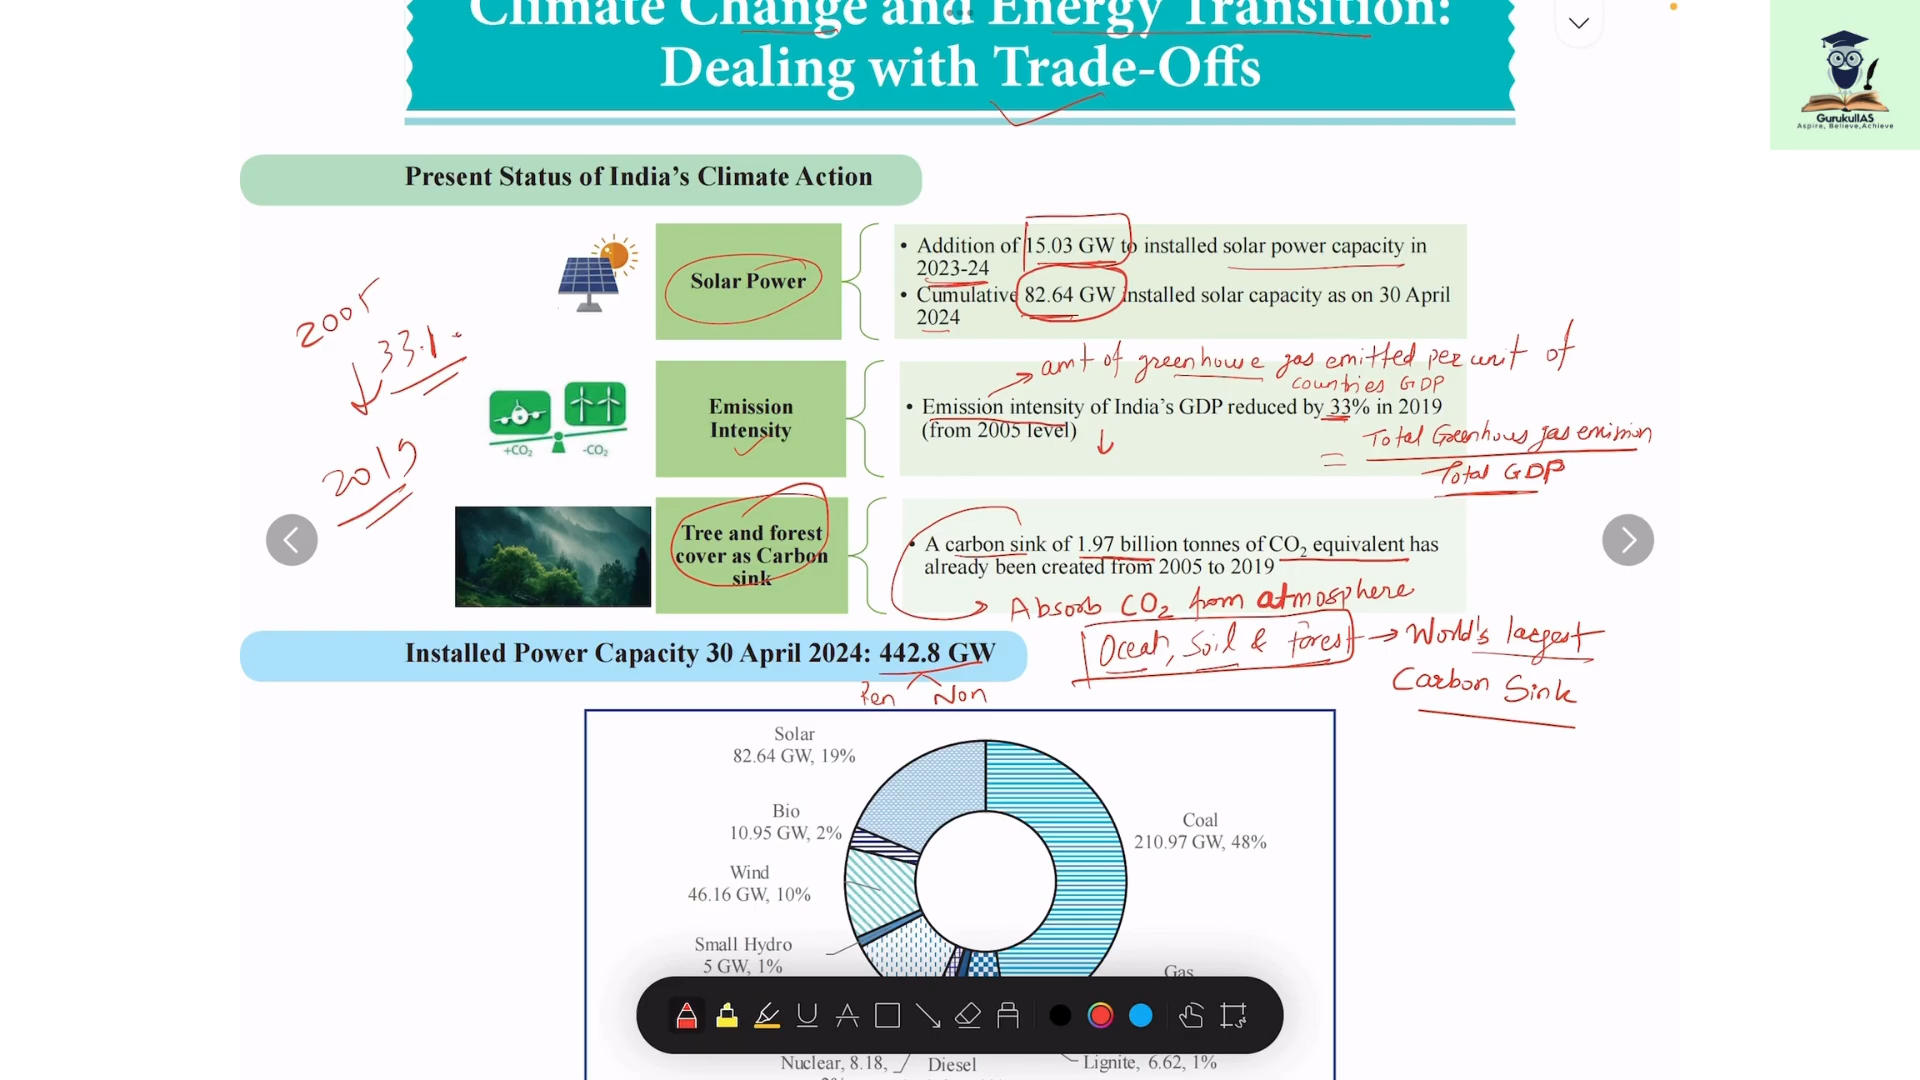 Climate Change and Energy Transition:
Dealing with Trade-Offs
GurukulIAS
Aspire, Believe,Achieve
Present Status of India's Climate Action
Solar Power
• Addition of 15.03 GW to installed solar power capacity in
2023-24
• Cumulative 82.64 GW installed solar capacity as on 30 April
2024
2005
33%
2019
amt of greenhouse gas emitted per unit of
countries GDP
+CO2
-CO2
Emission
Intensity
• Emission intensity of India's GDP reduced by 33% in 2019
(from 2005 level)
= Total Greenhous gas emission
Total GDP
Tree and forest
cover as Carbon
sink
• A carbon sink of 1.97 billion tonnes of CO2 equivalent has
already been created from 2005 to 2019
Absorb CO2 from atmosphere
Ocean, Soil & Forest → World's largest
Carbon Sink
Installed Power Capacity 30 April 2024: 442.8 GW
Ren Non
Solar
82.64 GW, 19%
Bio
10.95 GW, 2%
Coal
210.97 GW, 48%
Wind
46.16 GW, 10%
Small Hydro
5 GW, 1%
Gas
Nuclear, 8.18,
Diesel
Lignite, 6.62, 1%